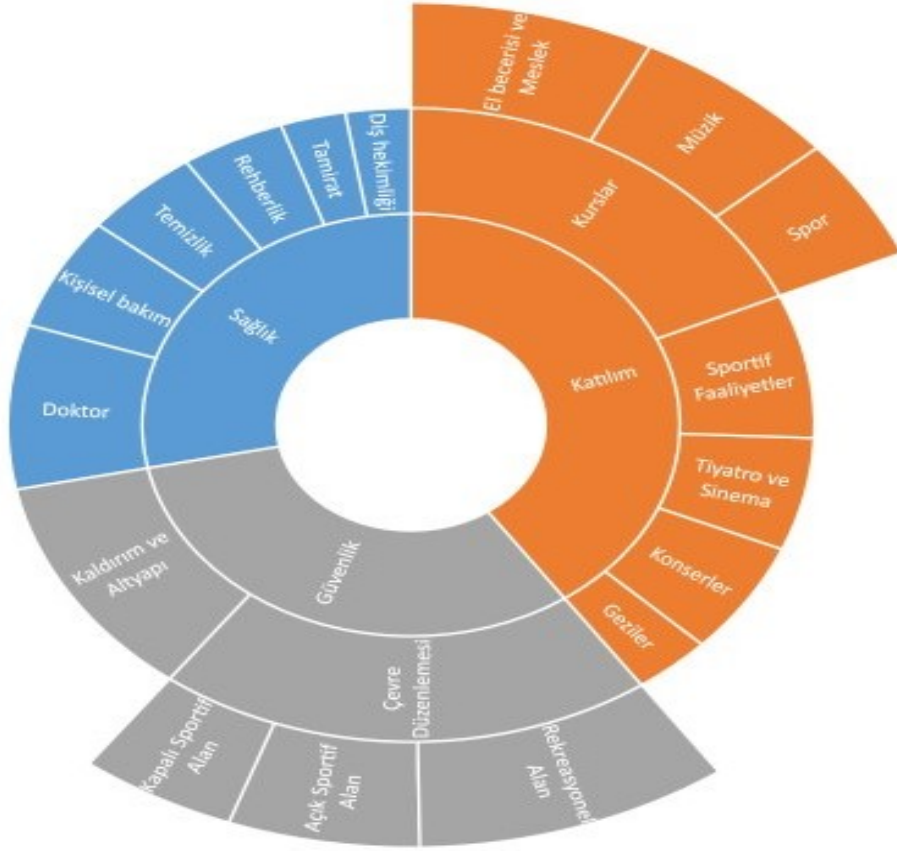 El becerisi ve
Meslek
Müzik
Spor
Kurslar
Katılım
Sportif
Faaliyetler
Tiyatro ve
Sinema
Konserler
Geziler
Diş hekimliği
Tamirat
Rehberlik
Temizlik
Kişisel bakım
Doktor
Sağlık
Güvenlik
Kaldırım ve
Altyapı
Çevre
Düzenlemesi
Kapalı Sportif
Alan
Açık Sportif
Alan
Rekreasyonel
Alan